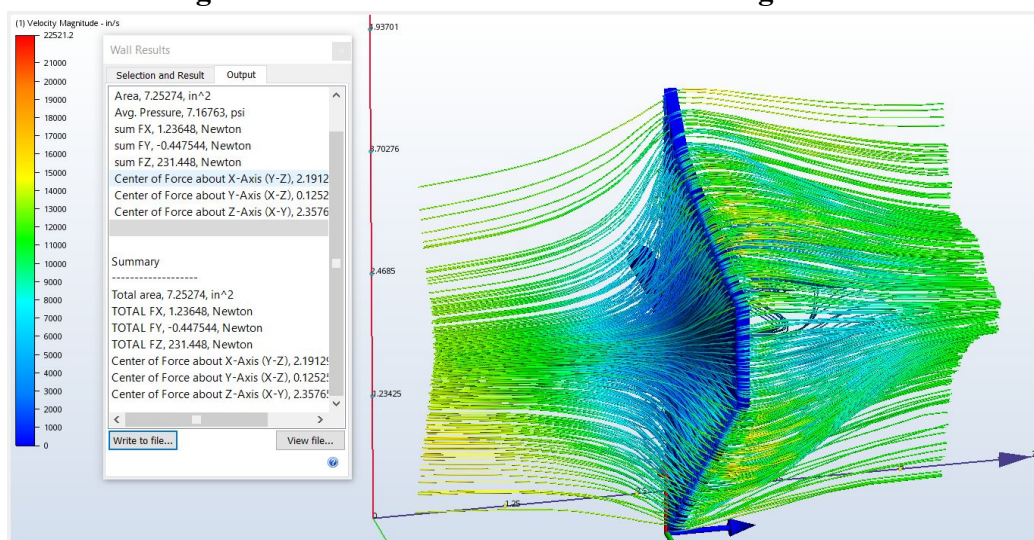 (1) Velocity Magnitude - in/s
22521.2
21000
20000
19000
18000
17000
16000
15000
14000
13000
12000
11000
10000
9000
8000
7000
6000
5000
4000
3000
2000
1000
0
Wall Results
Selection and Result Output
Area, 7.25274, in^2
Avg. Pressure, 7.16763, psi
sum FX, 1.23648, Newton
sum FY, -0.447544, Newton
sum FZ, 231.448, Newton
Center of Force about X-Axis (Y-Z), 2.1912
Center of Force about Y-Axis (X-Z), 0.1252
Center of Force about Z-Axis (X-Y), 2.3576
Summary
------------------
Total area, 7.25274, in^2
TOTAL FX, 1.23648, Newton
TOTAL FY, -0.447544, Newton
TOTAL FZ, 231.448, Newton
Center of Force about X-Axis (Y-Z), 2.1912
Center of Force about Y-Axis (X-Z), 0.1252
Center of Force about Z-Axis (X-Y), 2.3576
Write to file... View file...
4.93701
3.70276
2.4685
1.23425
0
1.25